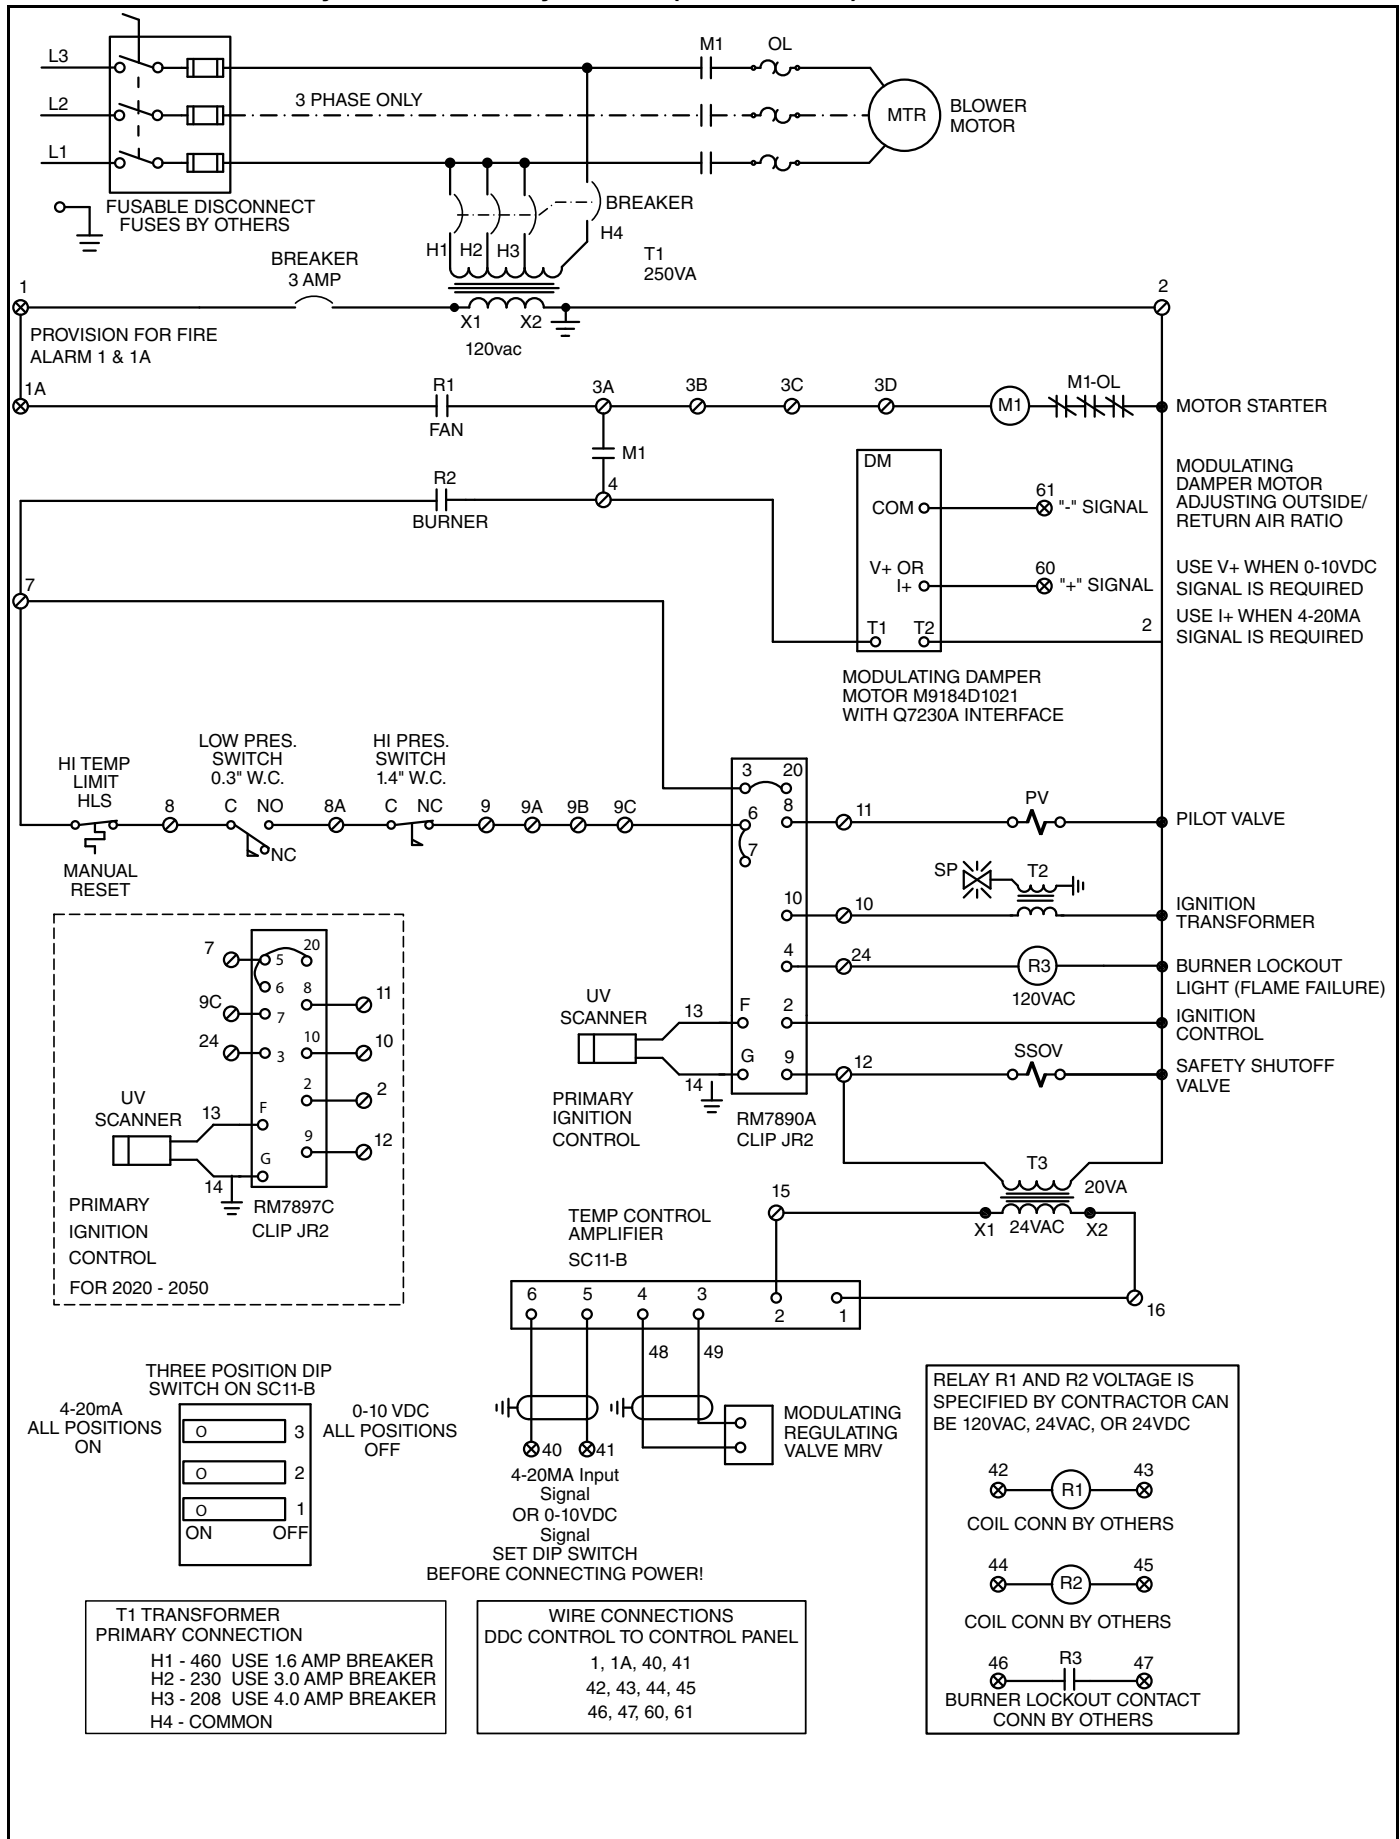 L3
L2
L1
3 PHASE ONLY
M1
OL
MTR
BLOWER
MOTOR
FUSABLE DISCONNECT
FUSES BY OTHERS
BREAKER
H1
H2
H3
H4
T1
250VA
BREAKER
3 AMP
1
2
X1
X2
120vac
PROVISION FOR FIRE
ALARM 1 & 1A
1A
R1
FAN
3A
3B
3C
3D
M1
M1-OL
MOTOR STARTER
M1
R2
BURNER
4
DM
COM
61
"-" SIGNAL
V+ OR
I+
60
"+" SIGNAL
T1
T2
2
MODULATING
DAMPER MOTOR
ADJUSTING OUTSIDE/
RETURN AIR RATIO
USE V+ WHEN 0-10VDC
SIGNAL IS REQUIRED
USE I+ WHEN 4-20MA
SIGNAL IS REQUIRED
MODULATING DAMPER
MOTOR M9184D1021
WITH Q7230A INTERFACE
7
HI TEMP
LIMIT
HLS
MANUAL
RESET
8
LOW PRES.
SWITCH
0.3" W.C.
C
NO
NC
8A
HI PRES.
SWITCH
1.4" W.C.
C
NC
9
9A
9B
9C
3
20
6
8
7
10
4
F
2
G
9
11
PV
PILOT VALVE
SP
T2
10
IGNITION
TRANSFORMER
24
R3
120VAC
BURNER LOCKOUT
LIGHT (FLAME FAILURE)
IGNITION
CONTROL
12
SSOV
SAFETY SHUTOFF
VALVE
UV
SCANNER
13
14
PRIMARY
IGNITION
CONTROL
RM7890A
CLIP JR2
7
5
20
6
8
11
9C
7
24
3
10
10
2
2
UV
SCANNER
13
F
9
12
G
14
PRIMARY
IGNITION
CONTROL
FOR 2020 - 2050
RM7897C
CLIP JR2
T3
20VA
15
X1
24VAC
X2
16
TEMP CONTROL
AMPLIFIER
SC11-B
6
5
4
3
2
1
48
49
40
41
MODULATING
REGULATING
VALVE MRV
4-20MA Input
Signal
OR 0-10VDC
Signal
SET DIP SWITCH
BEFORE CONNECTING POWER!
THREE POSITION DIP
SWITCH ON SC11-B
4-20mA
ALL POSITIONS
ON
0-10 VDC
ALL POSITIONS
OFF
O
3
O
2
O
1
ON
OFF
RELAY R1 AND R2 VOLTAGE IS
SPECIFIED BY CONTRACTOR CAN
BE 120VAC, 24VAC, OR 24VDC
42
R1
43
COIL CONN BY OTHERS
44
R2
45
COIL CONN BY OTHERS
46
R3
47
BURNER LOCKOUT CONTACT
CONN BY OTHERS
T1 TRANSFORMER
PRIMARY CONNECTION
H1 - 460 USE 1.6 AMP BREAKER
H2 - 230 USE 3.0 AMP BREAKER
H3 - 208 USE 4.0 AMP BREAKER
H4 - COMMON
WIRE CONNECTIONS
DDC CONTROL TO CONTROL PANEL
1, 1A, 40, 41
42, 43, 44, 45
46, 47, 60, 61